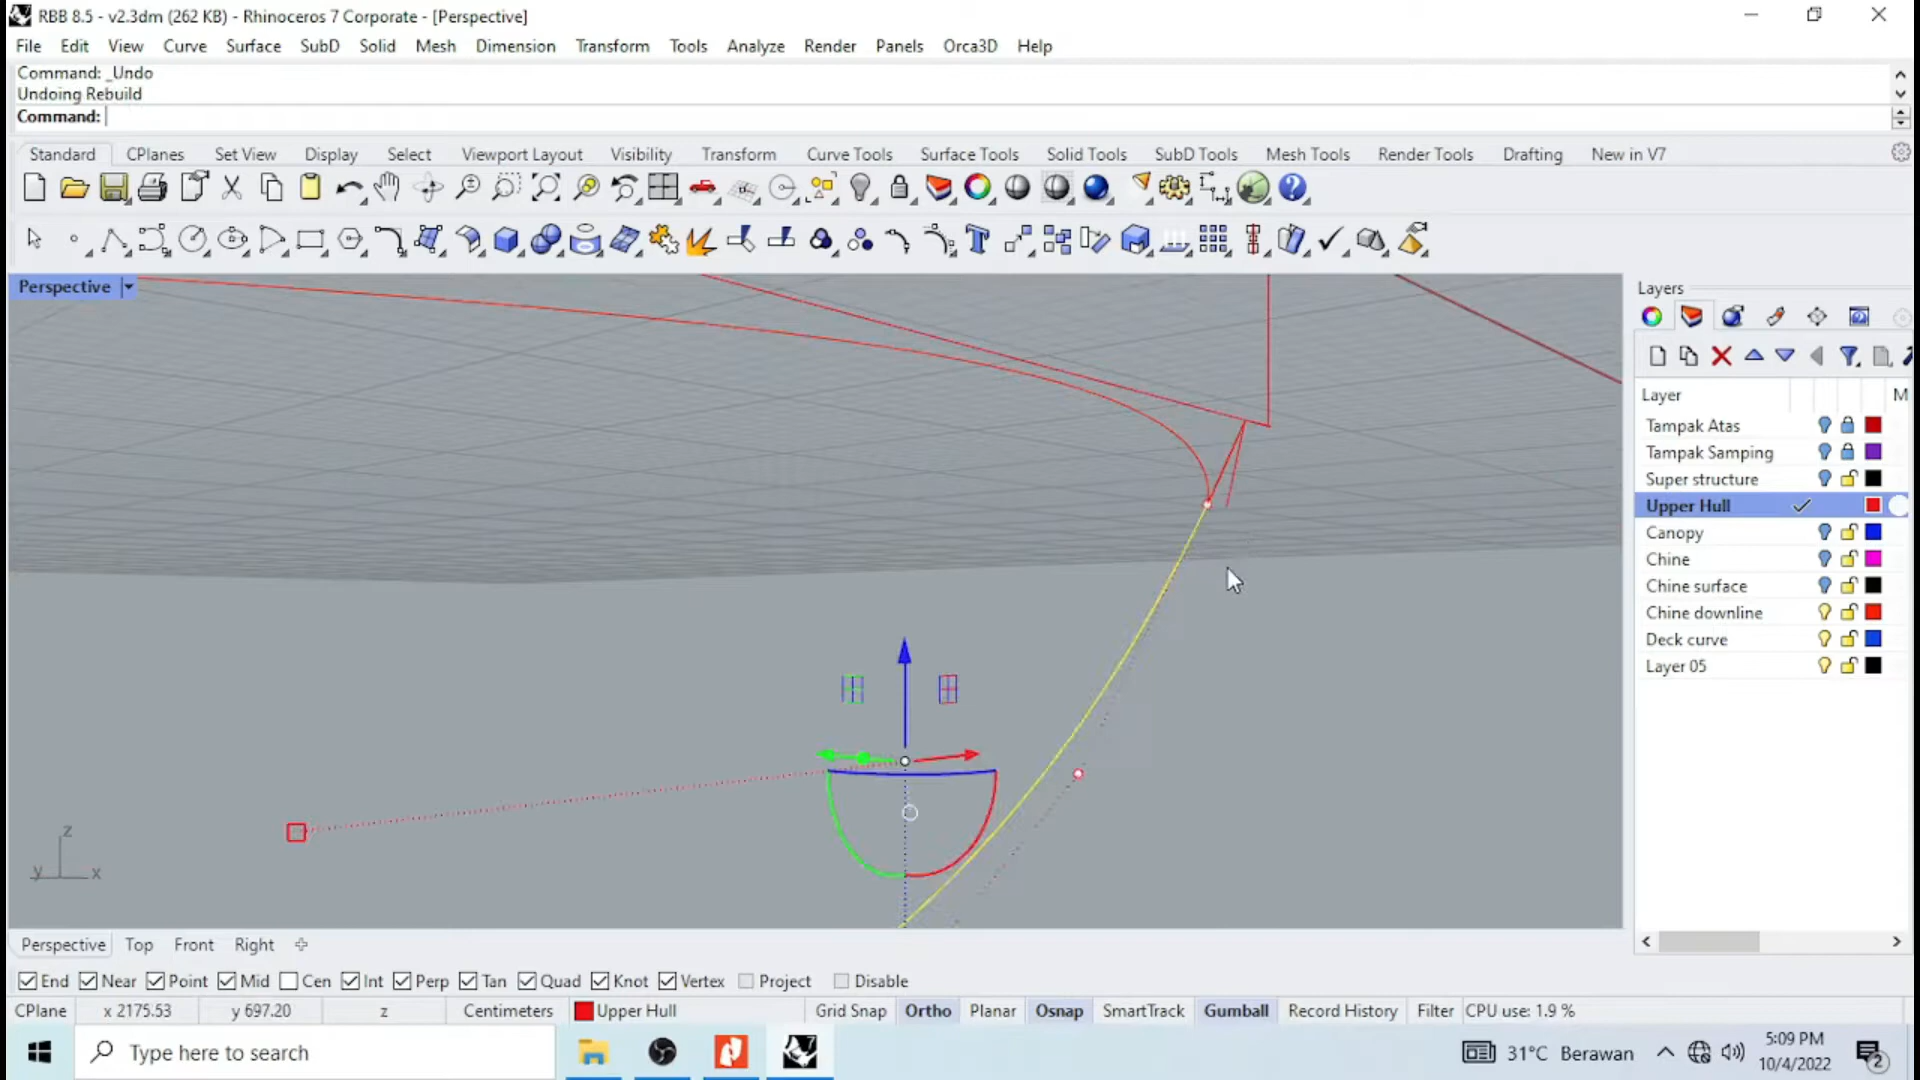 RBB 8.5 - v2.3dm (262 KB) - Rhinoceros 7 Corporate - [Perspective]
File Edit View Curve Surface SubD Solid Mesh Dimension Transform Tools Analyze Render Panels Orca3D Help
Command: _Undo
Undoing Rebuild
Command:
Standard CPlanes Set View Display Select Viewport Layout Visibility Transform Curve Tools Surface Tools Solid Tools SubD Tools Mesh Tools Render Tools Drafting New in V7
Perspective
Layers
Layer M
Tampak Atas
Tampak Samping
Super structure
Upper Hull
Canopy
Chine
Chine surface
Chine downline
Deck curve
Layer 05
z
y x
Perspective Top Front Right
End Near Point Mid Cen Int Perp Tan Quad Knot Vertex Project Disable
CPlane x 2175.53 y 697.20 z Centimeters Upper Hull Grid Snap Ortho Planar Osnap SmartTrack Gumball Record History Filter CPU use: 1.9 %
Type here to search
31°C Berawan
5:09 PM
10/4/2022
2